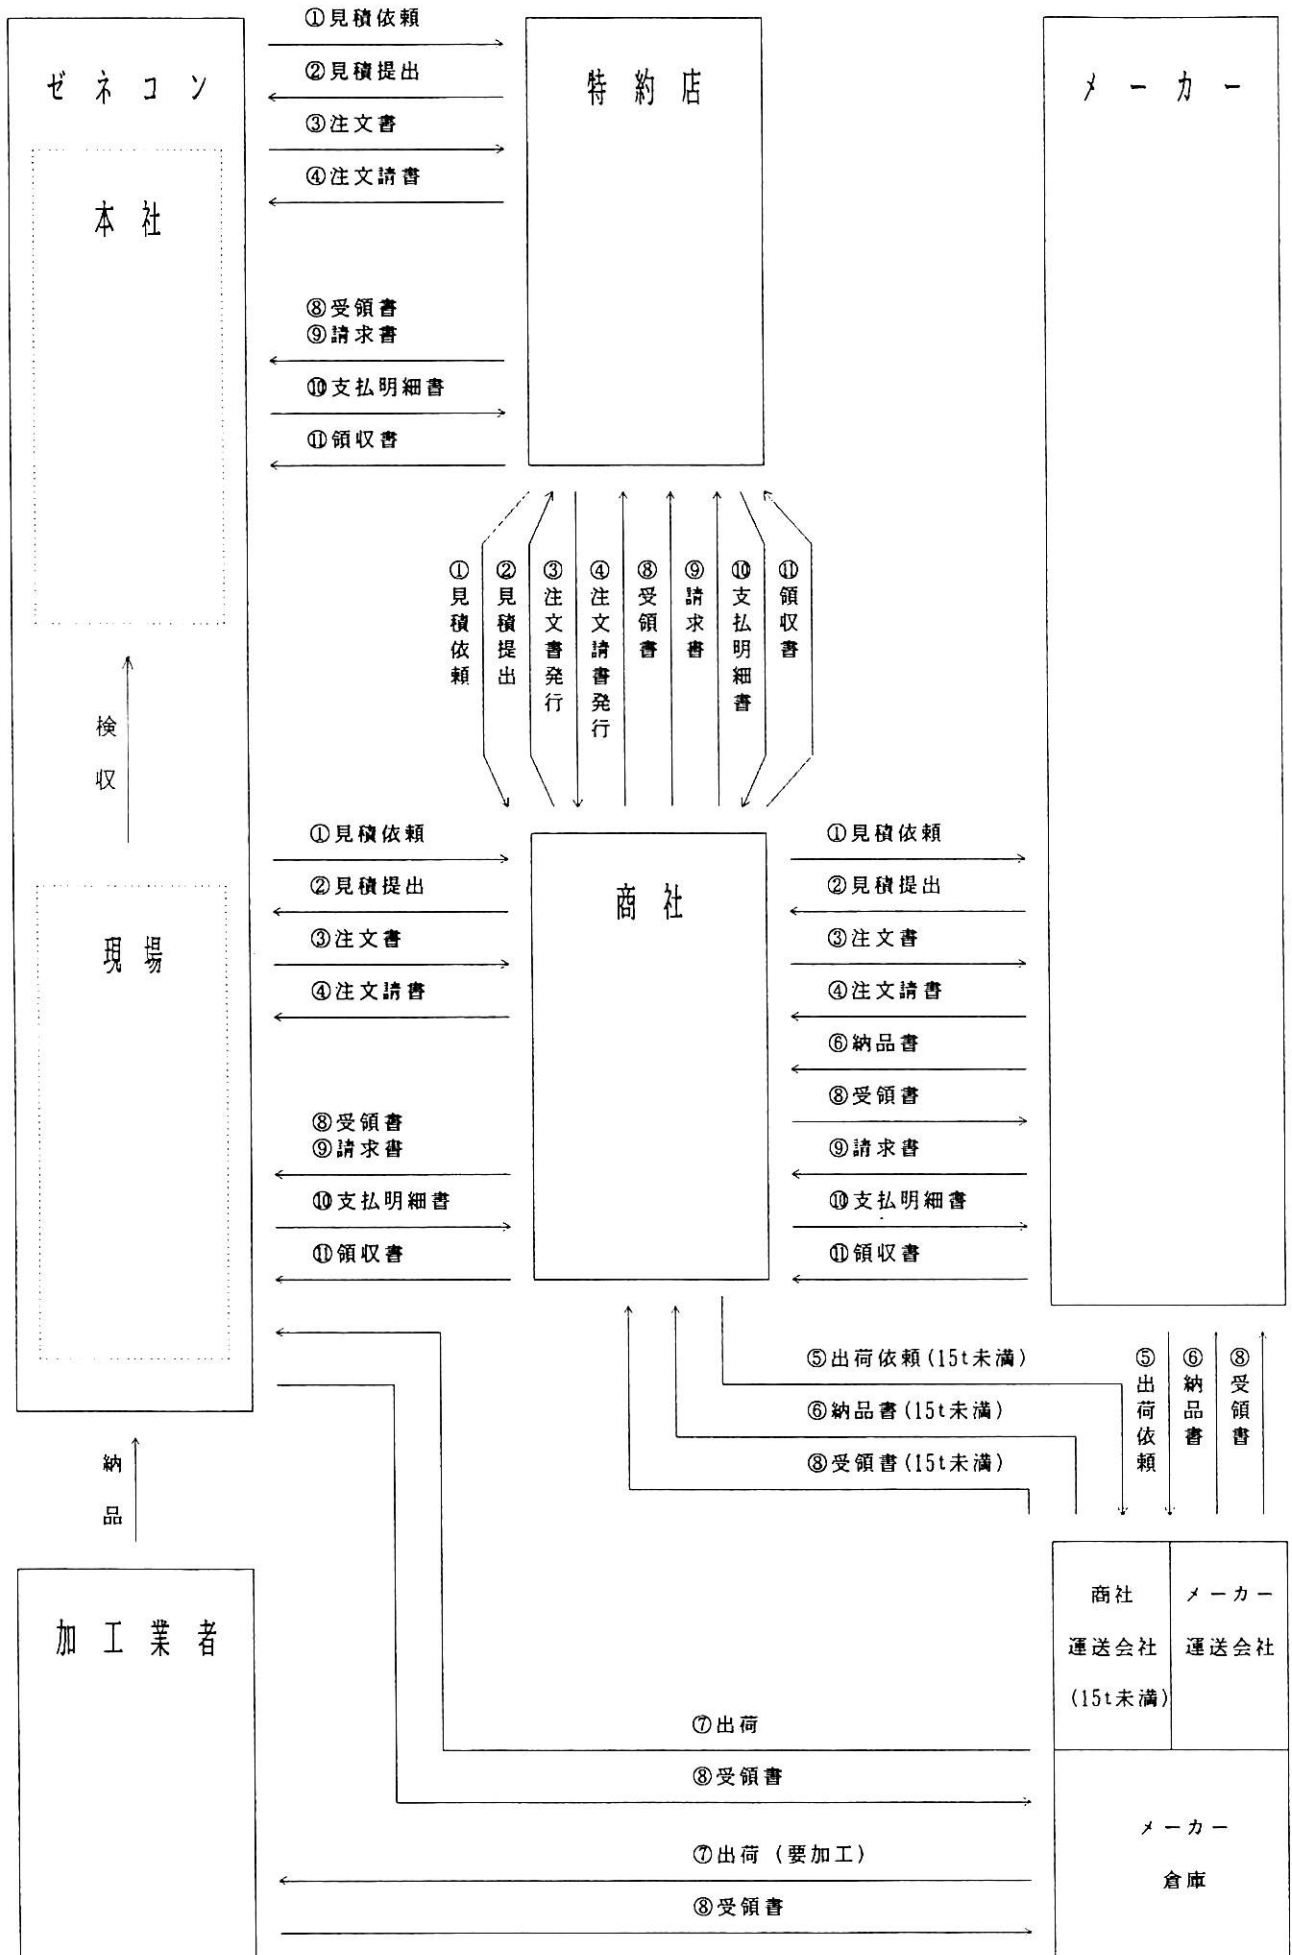 ゼネコン
本社
検収
現場
納品
加工業者
①見積依頼
②見積提出
③注文書
④注文請書
⑧受領書
⑨請求書
⑩支払明細書
⑪領収書
特約店
メーカー
①見積依頼
②見積提出
③注文書発行
④注文請書発行
⑧受領書
⑨請求書
⑩支払明細書
⑪領収書
①見積依頼
②見積提出
③注文書
④注文請書
⑧受領書
⑨請求書
⑩支払明細書
⑪領収書
商社
①見積依頼
②見積提出
③注文書
④注文請書
⑥納品書
⑧受領書
⑨請求書
⑩支払明細書
⑪領収書
⑤出荷依頼(15t未満)
⑥納品書(15t未満)
⑧受領書(15t未満)
⑤出荷依頼
⑥納品書
⑧受領書
商社
運送会社
(15t未満)
メーカー
運送会社
⑦出荷
⑧受領書
⑦出荷(要加工)
⑧受領書
メーカー
倉庫